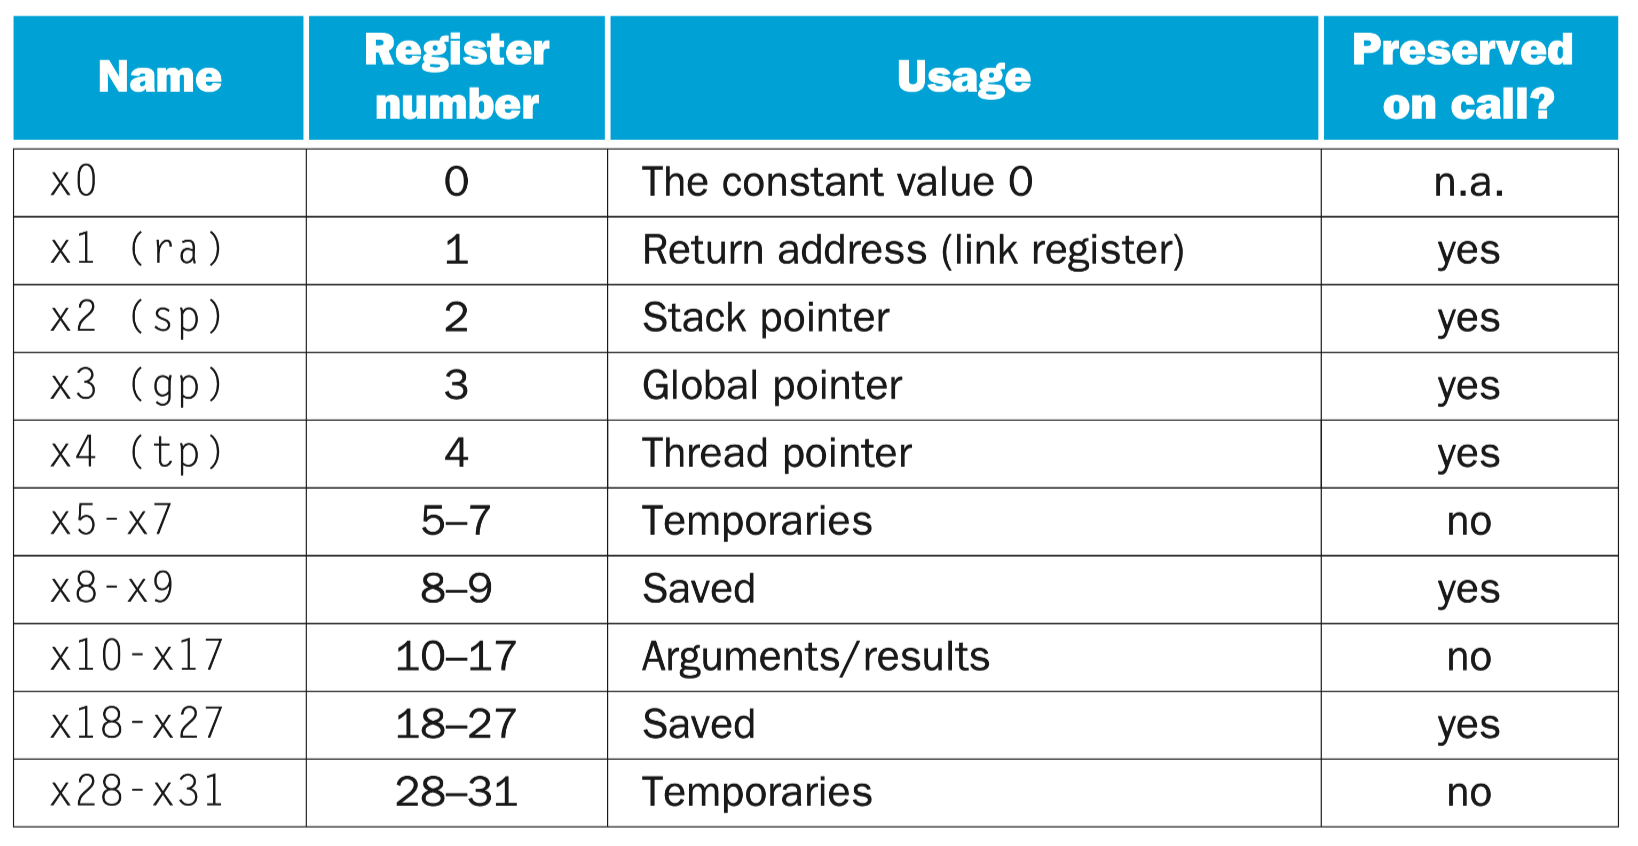 Name Register number Usage Preserved on call?
x0 0 The constant value 0 n.a.
x1 (ra) 1 Return address (link register) yes
x2 (sp) 2 Stack pointer yes
x3 (gp) 3 Global pointer yes
x4 (tp) 4 Thread pointer yes
x5-x7 5–7 Temporaries no
x8-x9 8–9 Saved yes
x10-x17 10–17 Arguments/results no
x18-x27 18–27 Saved yes
x28-x31 28–31 Temporaries no